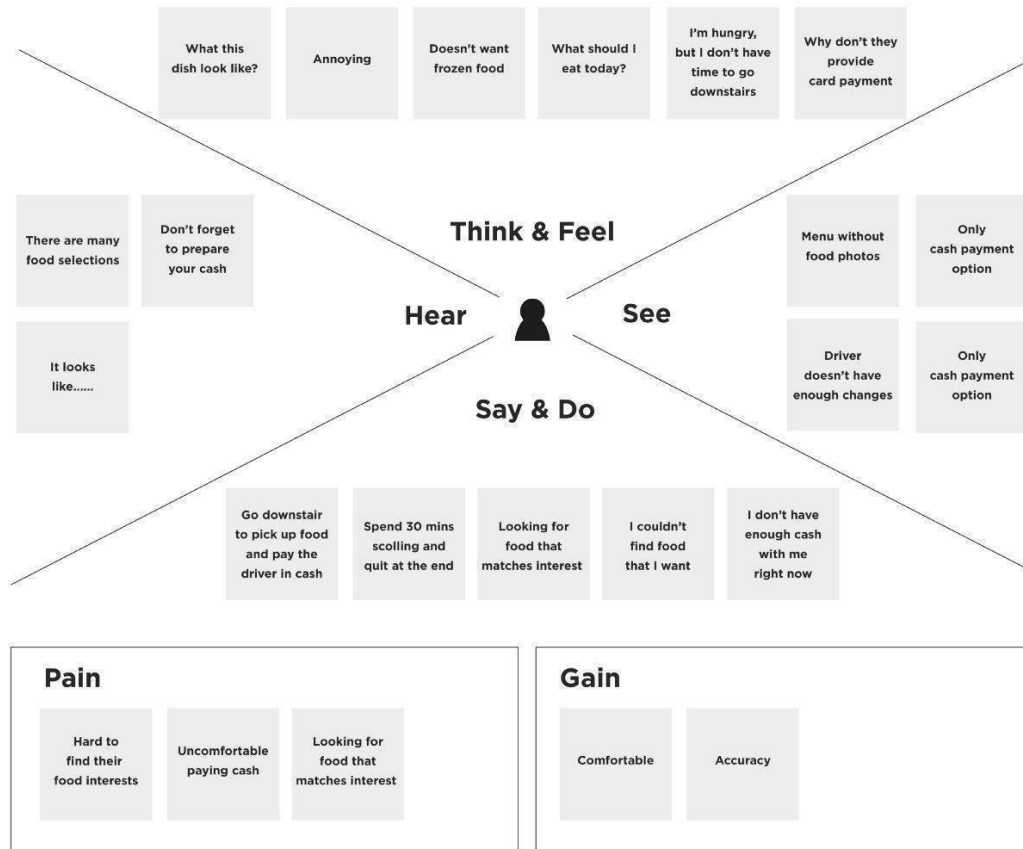 What this
dish look like?
Annoying
Doesn't want
frozen food
What should I
eat today?
I'm hungry,
but I don't have
time to go
downstairs
Why don't they
provide
card payment
Think & Feel
There are many
food selections
Don't forget
to prepare
your cash
It looks
like......
Hear
See
Menu without
food photos
Only
cash payment
option
Driver
doesn't have
enough changes
Only
cash payment
option
Say & Do
Go downstair
to pick up food
and pay the
driver in cash
Spend 30 mins
scolling and
quit at the end
Looking for
food that
matches interest
I couldn't
find food
that I want
I don't have
enough cash
with me
right now
Pain
Hard to
find their
food interests
Uncomfortable
paying cash
Looking for
food that
matches interest
Gain
Comfortable
Accuracy